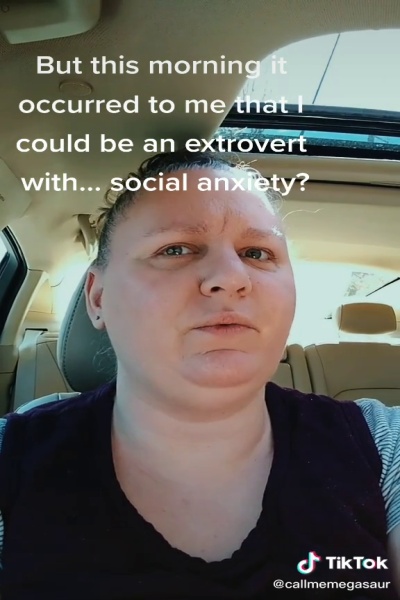 But this morning it
occurred to me that I
could be an extrovert
with... social anxiety?
TikTok
@callmemegasaur